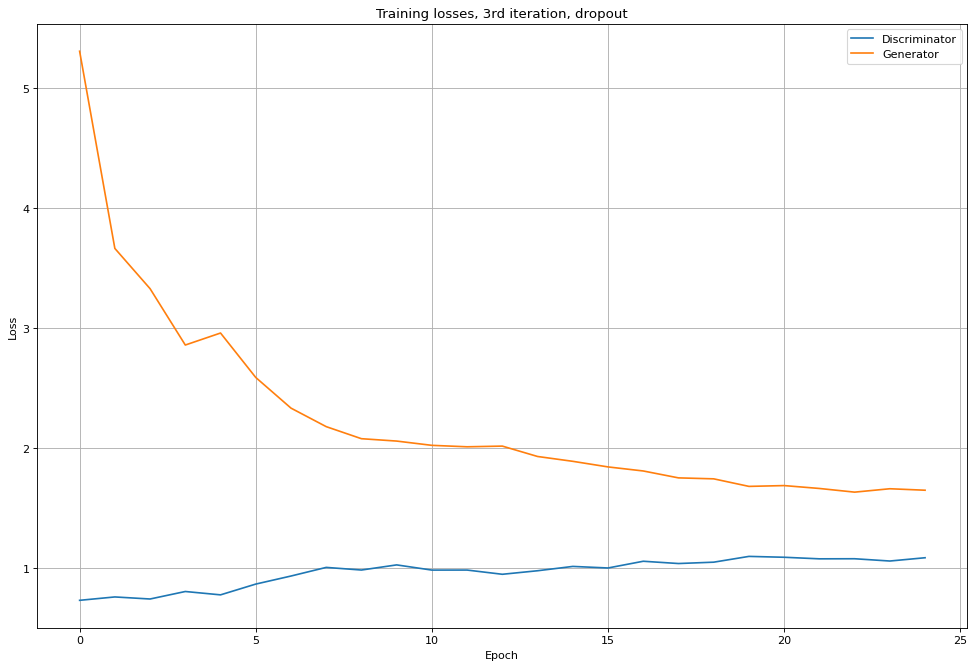 Training losses, 3rd iteration, dropout
Discriminator
Generator
5
4
3
2
1
Loss
0 5 10 15 20 25
Epoch